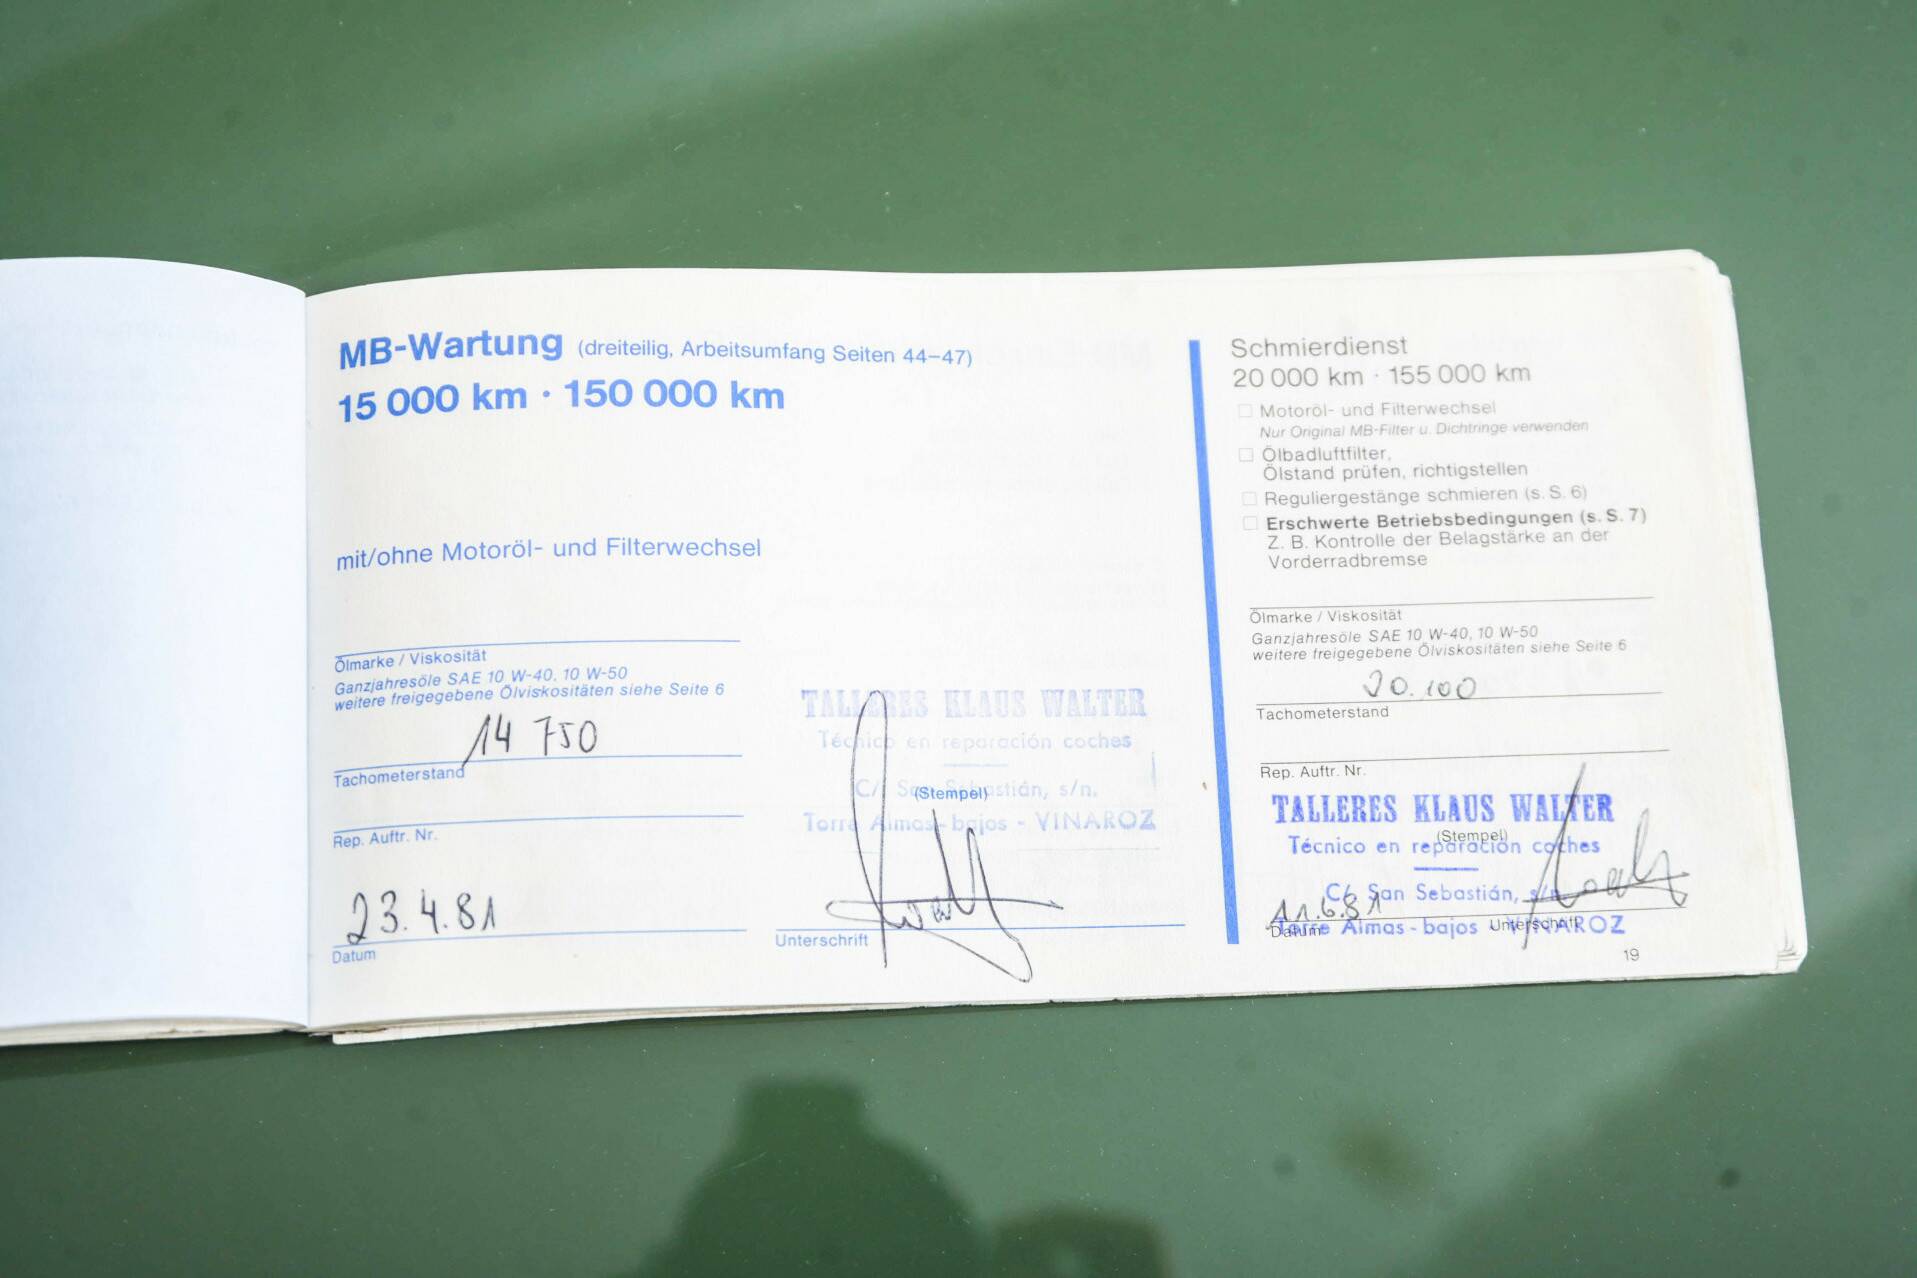 MB-Wartung (dreiteilig, Arbeitsumfang Seiten 44–47)
15 000 km · 150 000 km
mit/ohne Motoröl- und Filterwechsel
Ölmarke / Viskosität
Ganzjahresöle SAE 10 W-40, 10 W-50
weitere freigegebene Ölviskositäten siehe Seite 6
14 750
Tachometerstand
Rep. Auftr. Nr.
23.4.81
Datum
TALLERES KLAUS WALTER
Técnico en reparación coches
C/ San Sebastián, s/n.
(Stempel)
Torre Almas-bajos - VINAROZ
Unterschrift
Schmierdienst
20 000 km · 155 000 km
Motoröl- und Filterwechsel
Nur Original MB-Filter u. Dichtringe verwenden
Ölbadluftfilter,
Ölstand prüfen, richtigstellen
Reguliergestänge schmieren (s. S. 6)
Erschwerte Betriebsbedingungen (s. S. 7)
Z. B. Kontrolle der Belagstärke an der
Vorderradbremse
Ölmarke / Viskosität
Ganzjahresöle SAE 10 W-40, 10 W-50
weitere freigegebene Ölviskositäten siehe Seite 6
20.100
Tachometerstand
Rep. Auftr. Nr.
TALLERES KLAUS WALTER
(Stempel)
Técnico en reparación coches
C/ San Sebastián, s/n.
11.6.81
Torre Almas - bajos - VINAROZ
Datum
Unterschrift
19